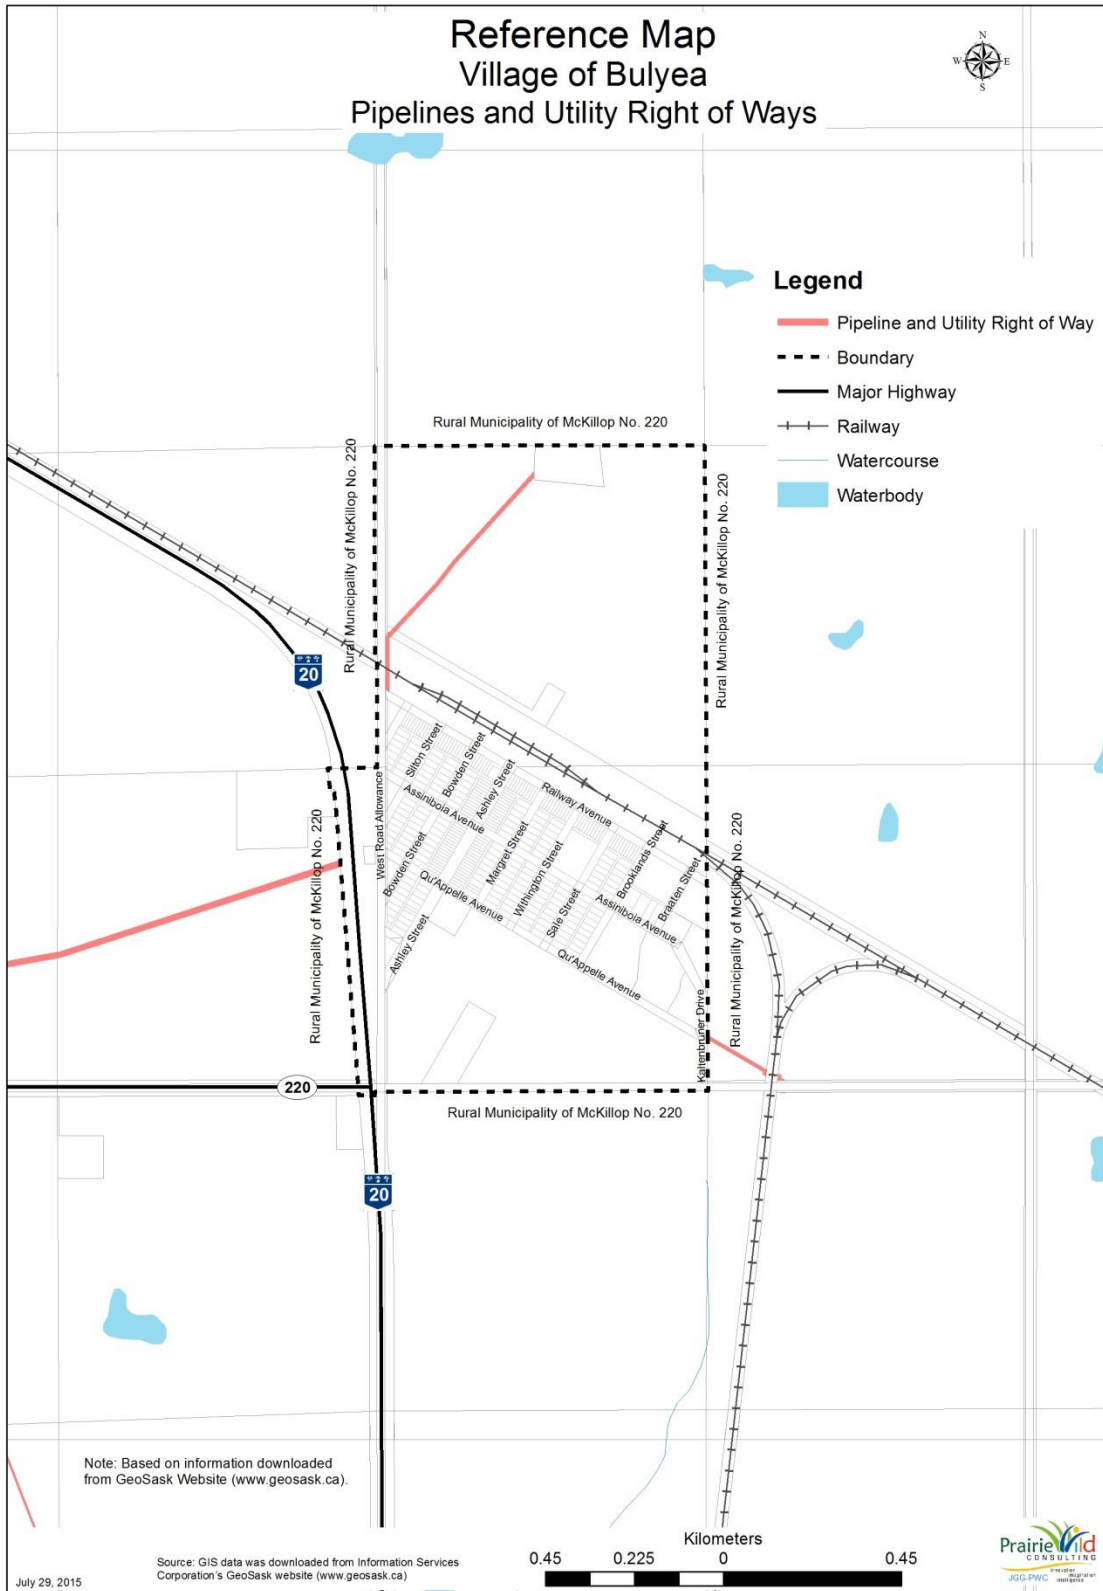 Reference Map
Village of Bulyea
Pipelines and Utility Right of Ways
N
W E
S
Legend
Pipeline and Utility Right of Way
Boundary
Major Highway
Railway
Watercourse
Waterbody
Rural Municipality of McKillop No. 220
Rural Municipality of McKillop No. 220
Rural Municipality of McKillop No. 220
20
Silton Street
Bowden Street
Ashley Street
Railway Avenue
Assiniboia Avenue
West Road Allowance
Rural Municipality of McKillop No. 220
Bowden Street
Margret Street
Withington Street
Brooklands Street
Braaten Street
Rural Municipality of McKillop No. 220
Qu'Appelle Avenue
Sale Street
Assiniboia Avenue
Ashley Street
Qu'Appelle Avenue
Kaltenbruner Drive
220
Rural Municipality of McKillop No. 220
20
Note: Based on information downloaded
from GeoSask Website (www.geosask.ca).
Kilometers
0.45 0.225 0 0.45
Source: GIS data was downloaded from Information Services
Corporation's GeoSask website (www.geosask.ca)
July 29, 2015
PrairieWild
CONSULTING
JGG-PWC
innovation
imagination
intelligence